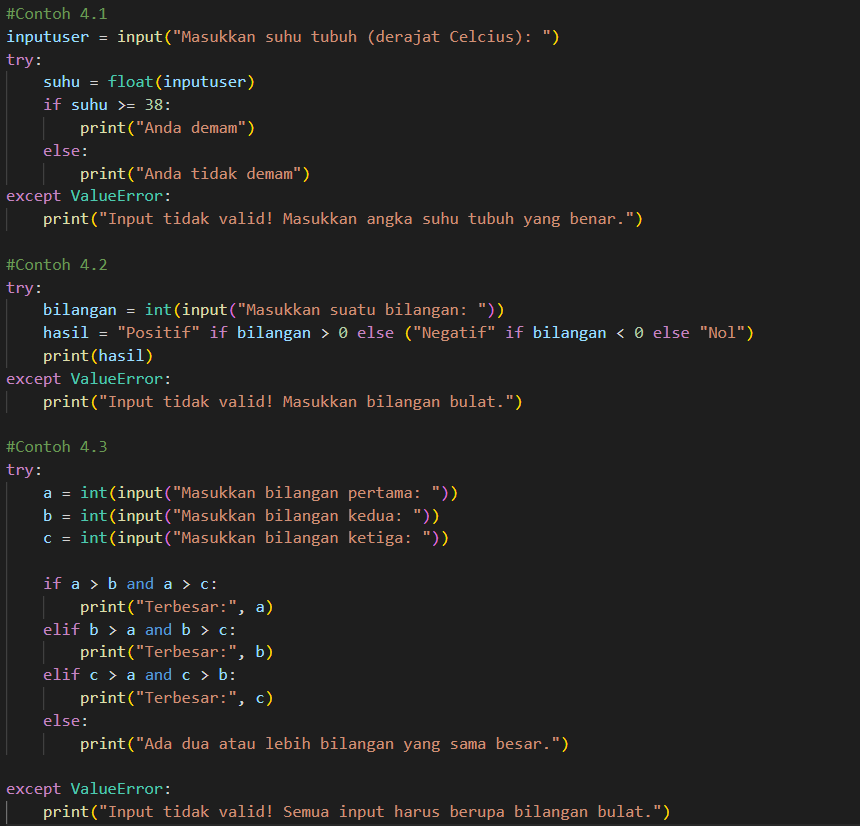 #Contoh 4.1
inputuser = input("Masukkan suhu tubuh (derajat Celcius): ")
try:
    suhu = float(inputuser)
    if suhu >= 38:
        print("Anda demam")
    else:
        print("Anda tidak demam")
except ValueError:
    print("Input tidak valid! Masukkan angka suhu tubuh yang benar.")

#Contoh 4.2
try:
    bilangan = int(input("Masukkan suatu bilangan: "))
    hasil = "Positif" if bilangan > 0 else ("Negatif" if bilangan < 0 else "Nol")
    print(hasil)
except ValueError:
    print("Input tidak valid! Masukkan bilangan bulat.")

#Contoh 4.3
try:
    a = int(input("Masukkan bilangan pertama: "))
    b = int(input("Masukkan bilangan kedua: "))
    c = int(input("Masukkan bilangan ketiga: "))

    if a > b and a > c:
        print("Terbesar:", a)
    elif b > a and b > c:
        print("Terbesar:", b)
    elif c > a and c > b:
        print("Terbesar:", c)
    else:
        print("Ada dua atau lebih bilangan yang sama besar.")

except ValueError:
    print("Input tidak valid! Semua input harus berupa bilangan bulat.")